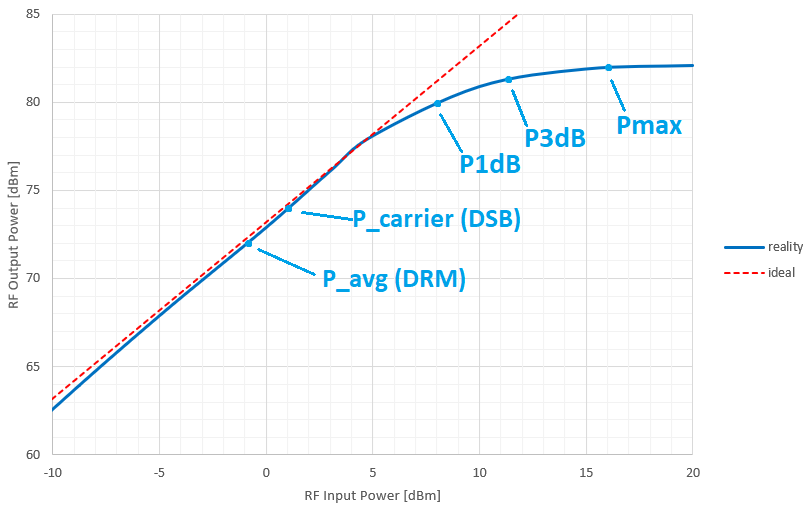 85
80
75
70
65
60
-10
-5
0
5
10
15
20
RF Output Power [dBm]
RF Input Power [dBm]
Pmax
P3dB
P1dB
P_carrier (DSB)
P_avg (DRM)
reality
ideal